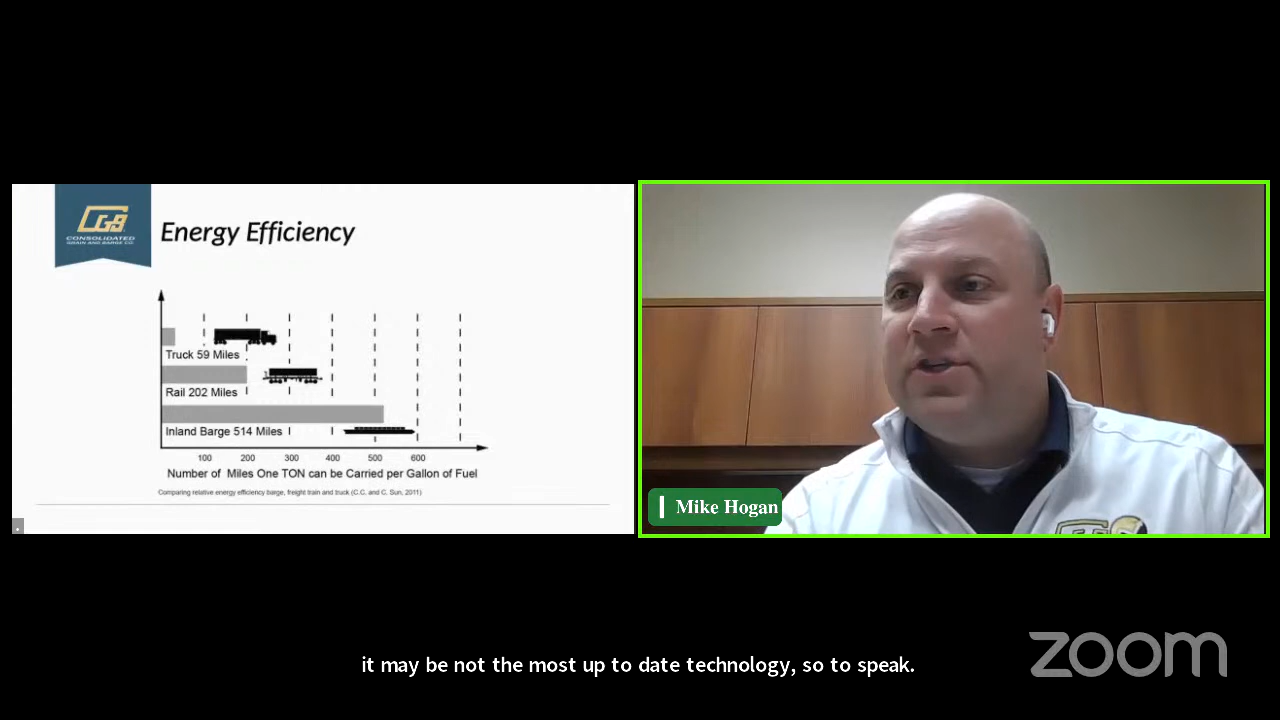 CGB
CONSOLIDATED
GRAIN AND BARGE CO.
Energy Efficiency
Truck 59 Miles
Rail 202 Miles
Inland Barge 514 Miles
100 200 300 400 500 600
Number of Miles One TON can be Carried per Gallon of Fuel
Comparing relative energy efficiency barge, freight train and truck (C.C. and C. Sun, 2011)
Mike Hogan
it may be not the most up to date technology, so to speak.
zoom